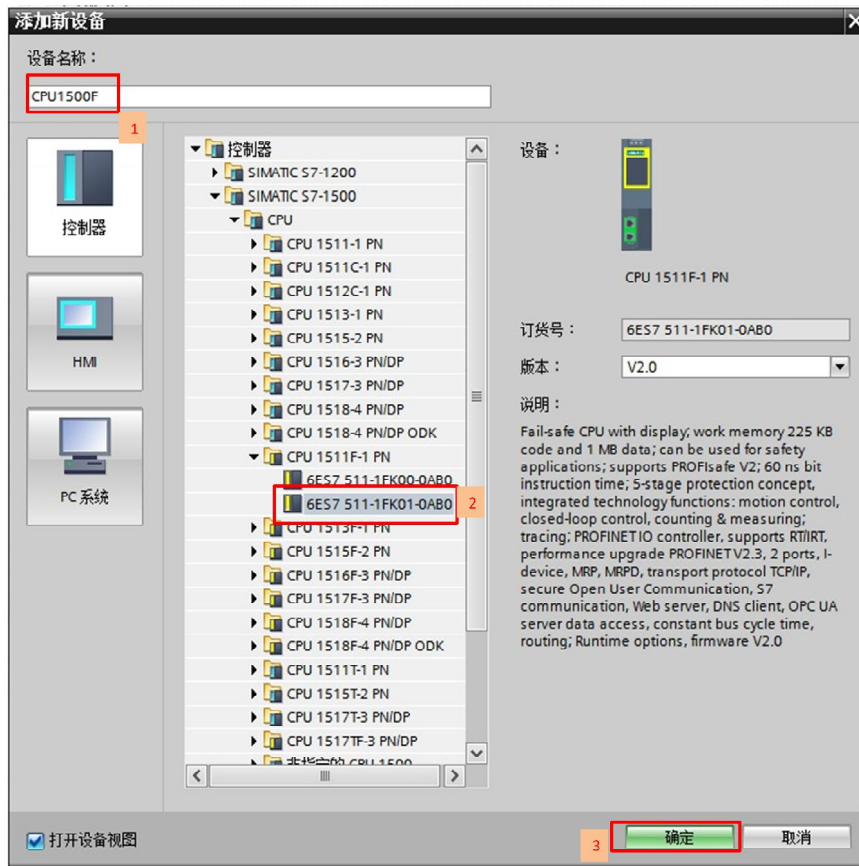 添加新设备
设备名称：
CPU1500F
1
控制器
HMI
PC 系统
控制器
SIMATIC S7-1200
SIMATIC S7-1500
CPU
CPU 1511-1 PN
CPU 1511C-1 PN
CPU 1512C-1 PN
CPU 1513-1 PN
CPU 1515-2 PN
CPU 1516-3 PN/DP
CPU 1517-3 PN/DP
CPU 1518-4 PN/DP
CPU 1518-4 PN/DP ODK
CPU 1511F-1 PN
6ES7 511-1FK00-0AB0
6ES7 511-1FK01-0AB0
2
CPU 1513F-1 PN
CPU 1515F-2 PN
CPU 1516F-3 PN/DP
CPU 1517F-3 PN/DP
CPU 1518F-4 PN/DP
CPU 1518F-4 PN/DP ODK
CPU 1511T-1 PN
CPU 1515T-2 PN
CPU 1517T-3 PN/DP
CPU 1517TF-3 PN/DP
非指定的 CPU 1500
设备：
CPU 1511F-1 PN
订货号：
6ES7 511-1FK01-0AB0
版本：
V2.0
说明：
Fail-safe CPU with display; work memory 225 KB
code and 1 MB data; can be used for safety
applications; supports PROFIsafe V2; 60 ns bit
instruction time; 5-stage protection concept,
integrated technology functions: motion control,
closed-loop control, counting & measuring;
tracing; PROFINET IO controller, supports RT/IRT,
performance upgrade PROFINET V2.3, 2 ports, I-
device, MRP, MRPD, transport protocol TCP/IP,
secure Open User Communication, S7
communication, Web server, DNS client, OPC UA
server data access, constant bus cycle time,
routing; Runtime options, firmware V2.0
打开设备视图
3
确定
取消